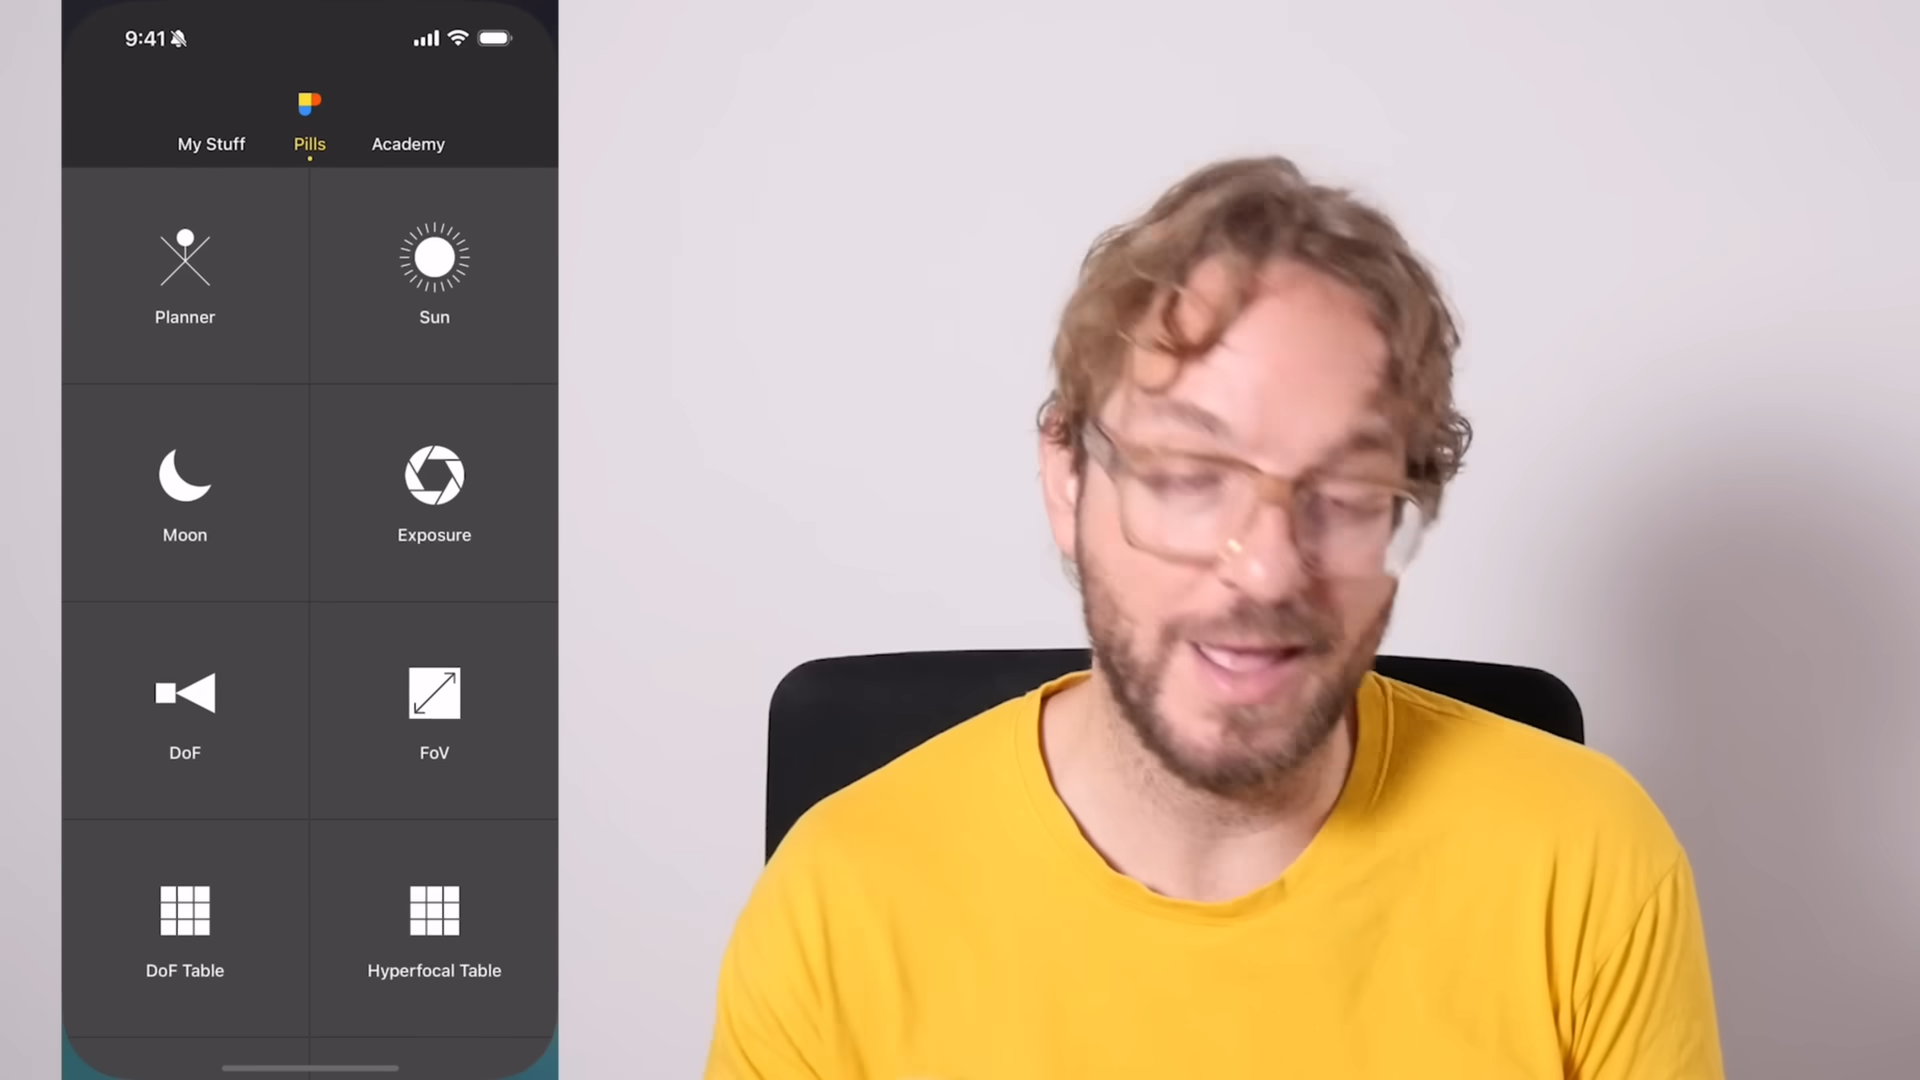 9:41
My Stuff
Pills
Academy
Planner
Sun
Moon
Exposure
DoF
FoV
DoF Table
Hyperfocal Table